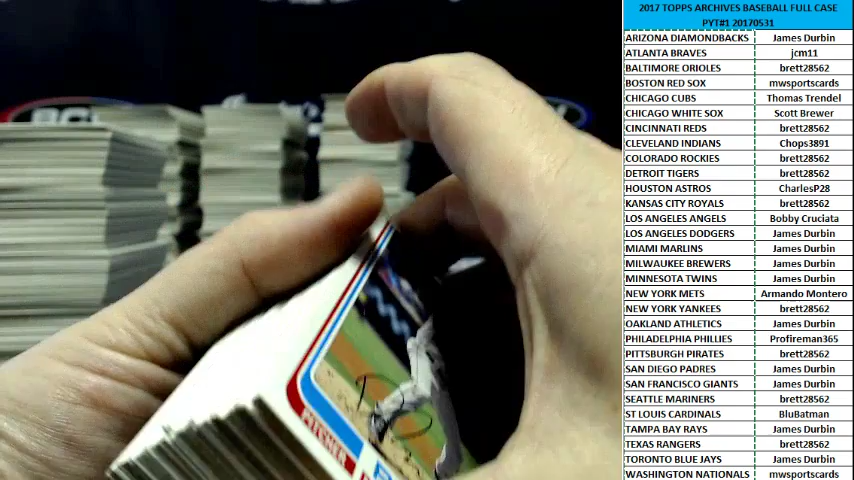 2017 TOPPS ARCHIVES BASEBALL FULL CASE
PYT#1 20170531
ARIZONA DIAMONDBACKS James Durbin
ATLANTA BRAVES jcm11
BALTIMORE ORIOLES brett28562
BOSTON RED SOX mwsportscards
CHICAGO CUBS Thomas Trendel
CHICAGO WHITE SOX Scott Brewer
CINCINNATI REDS brett28562
CLEVELAND INDIANS Chops3891
COLORADO ROCKIES brett28562
DETROIT TIGERS brett28562
HOUSTON ASTROS CharlesP28
KANSAS CITY ROYALS brett28562
LOS ANGELES ANGELS Bobby Cruciata
LOS ANGELES DODGERS James Durbin
MIAMI MARLINS James Durbin
MILWAUKEE BREWERS James Durbin
MINNESOTA TWINS James Durbin
NEW YORK METS Armando Montero
NEW YORK YANKEES brett28562
OAKLAND ATHLETICS James Durbin
PHILADELPHIA PHILLIES Profireman365
PITTSBURGH PIRATES brett28562
SAN DIEGO PADRES James Durbin
SAN FRANCISCO GIANTS James Durbin
SEATTLE MARINERS brett28562
ST LOUIS CARDINALS BluBatman
TAMPA BAY RAYS James Durbin
TEXAS RANGERS brett28562
TORONTO BLUE JAYS James Durbin
WASHINGTON NATIONALS mwsportscards
PITCHER